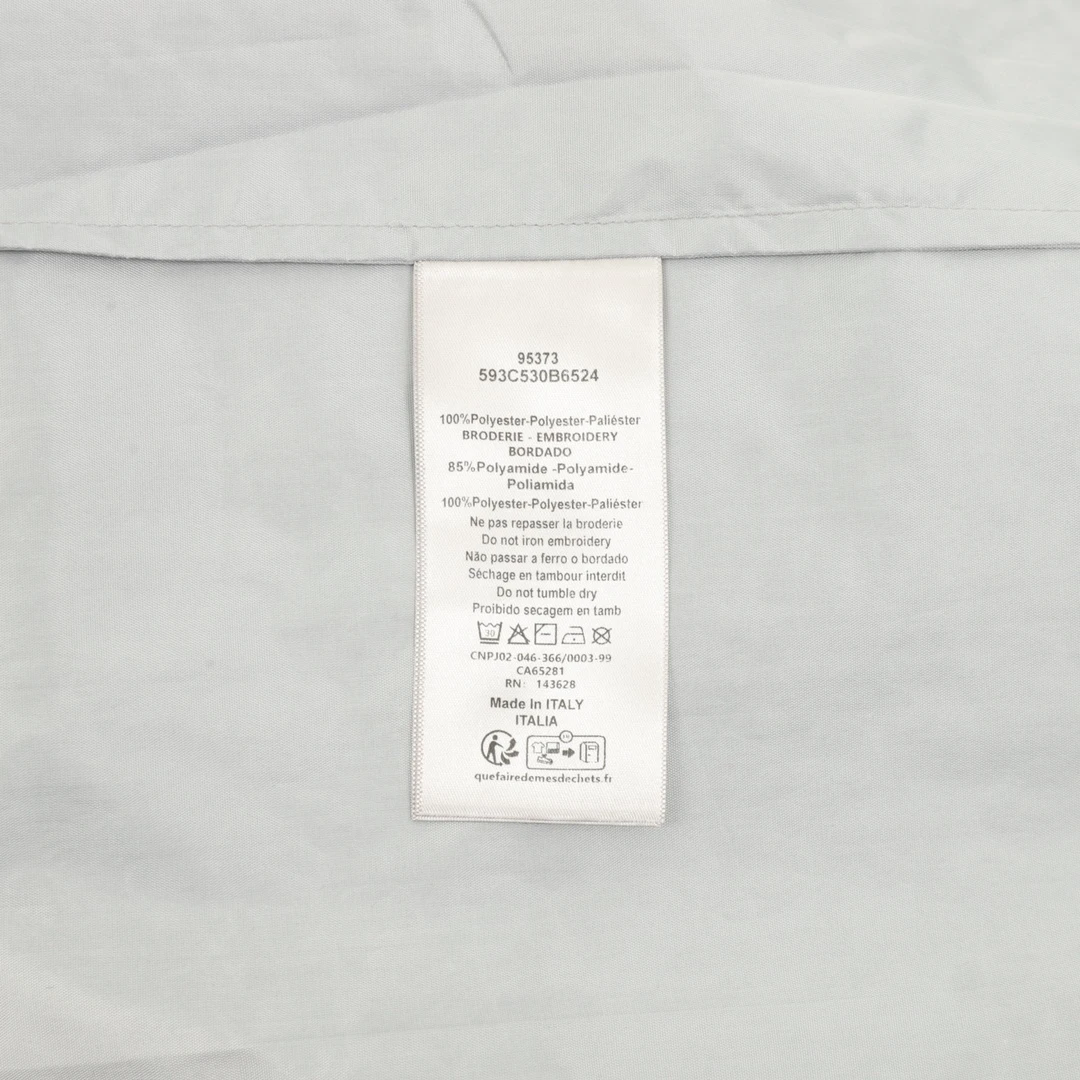 95373
593C530B6524
100%Polyester-Polyester-Paliéster
BRODERIE - EMBROIDERY
BORDADO
85%Polyamide -Polyamide-
Poliamida
100%Polyester-Polyester-Paliéster
Ne pas repasser la broderie
Do not iron embroidery
Não passar a ferro o bordado
Séchage en tambour interdit
Do not tumble dry
Proibido secagem en tamb
30
CNPJ02-046-366/0003-99
CA65281
RN: 143628
Made In ITALY
ITALIA
quefairedemesdechets.fr